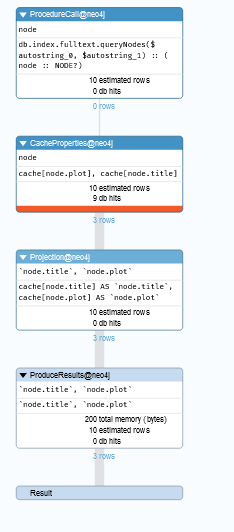 ProcedureCall@neo4j
node
db.index.fulltext.queryNodes($
autostring_0, $autostring_1) :: (
node :: NODE?)
10 estimated rows
0 db hits
0 rows
CacheProperties@neo4j
node
cache[node.plot], cache[node.title]
10 estimated rows
9 db hits
3 rows
Projection@neo4j
`node.title`, `node.plot`
cache[node.title] AS `node.title`,
cache[node.plot] AS `node.plot`
10 estimated rows
0 db hits
3 rows
ProduceResults@neo4j
`node.title`, `node.plot`
`node.title`, `node.plot`
200 total memory (bytes)
10 estimated rows
0 db hits
3 rows
Result